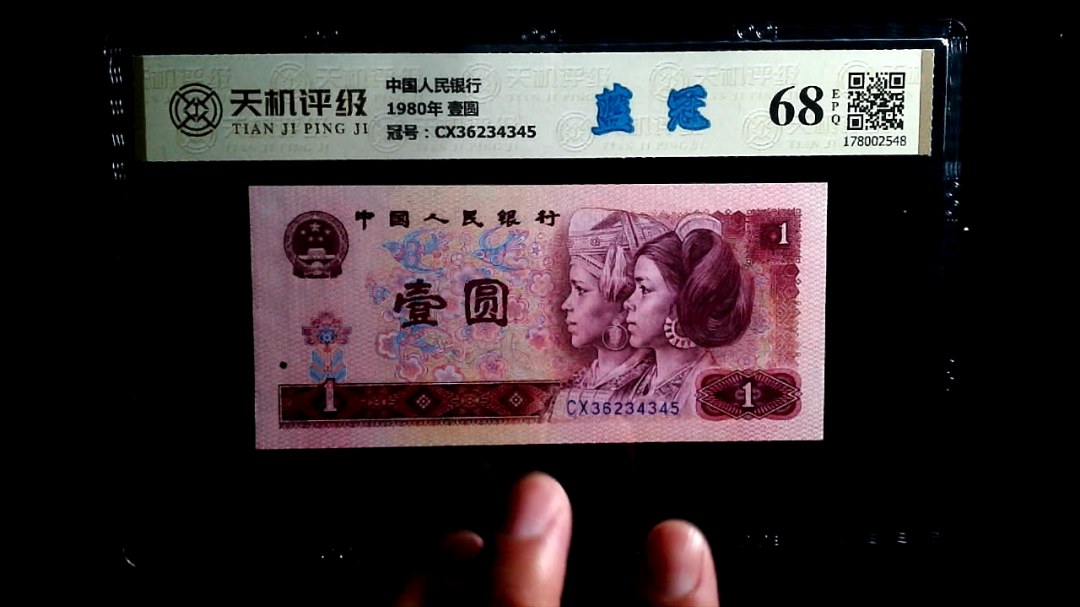 天机评级
TIAN JI PING JI
中国人民银行
1980年 壹圆
冠号：CX36234345
蓝冠
68
EPQ
178002548
中国人民银行
1
壹圆
1
CX36234345
1